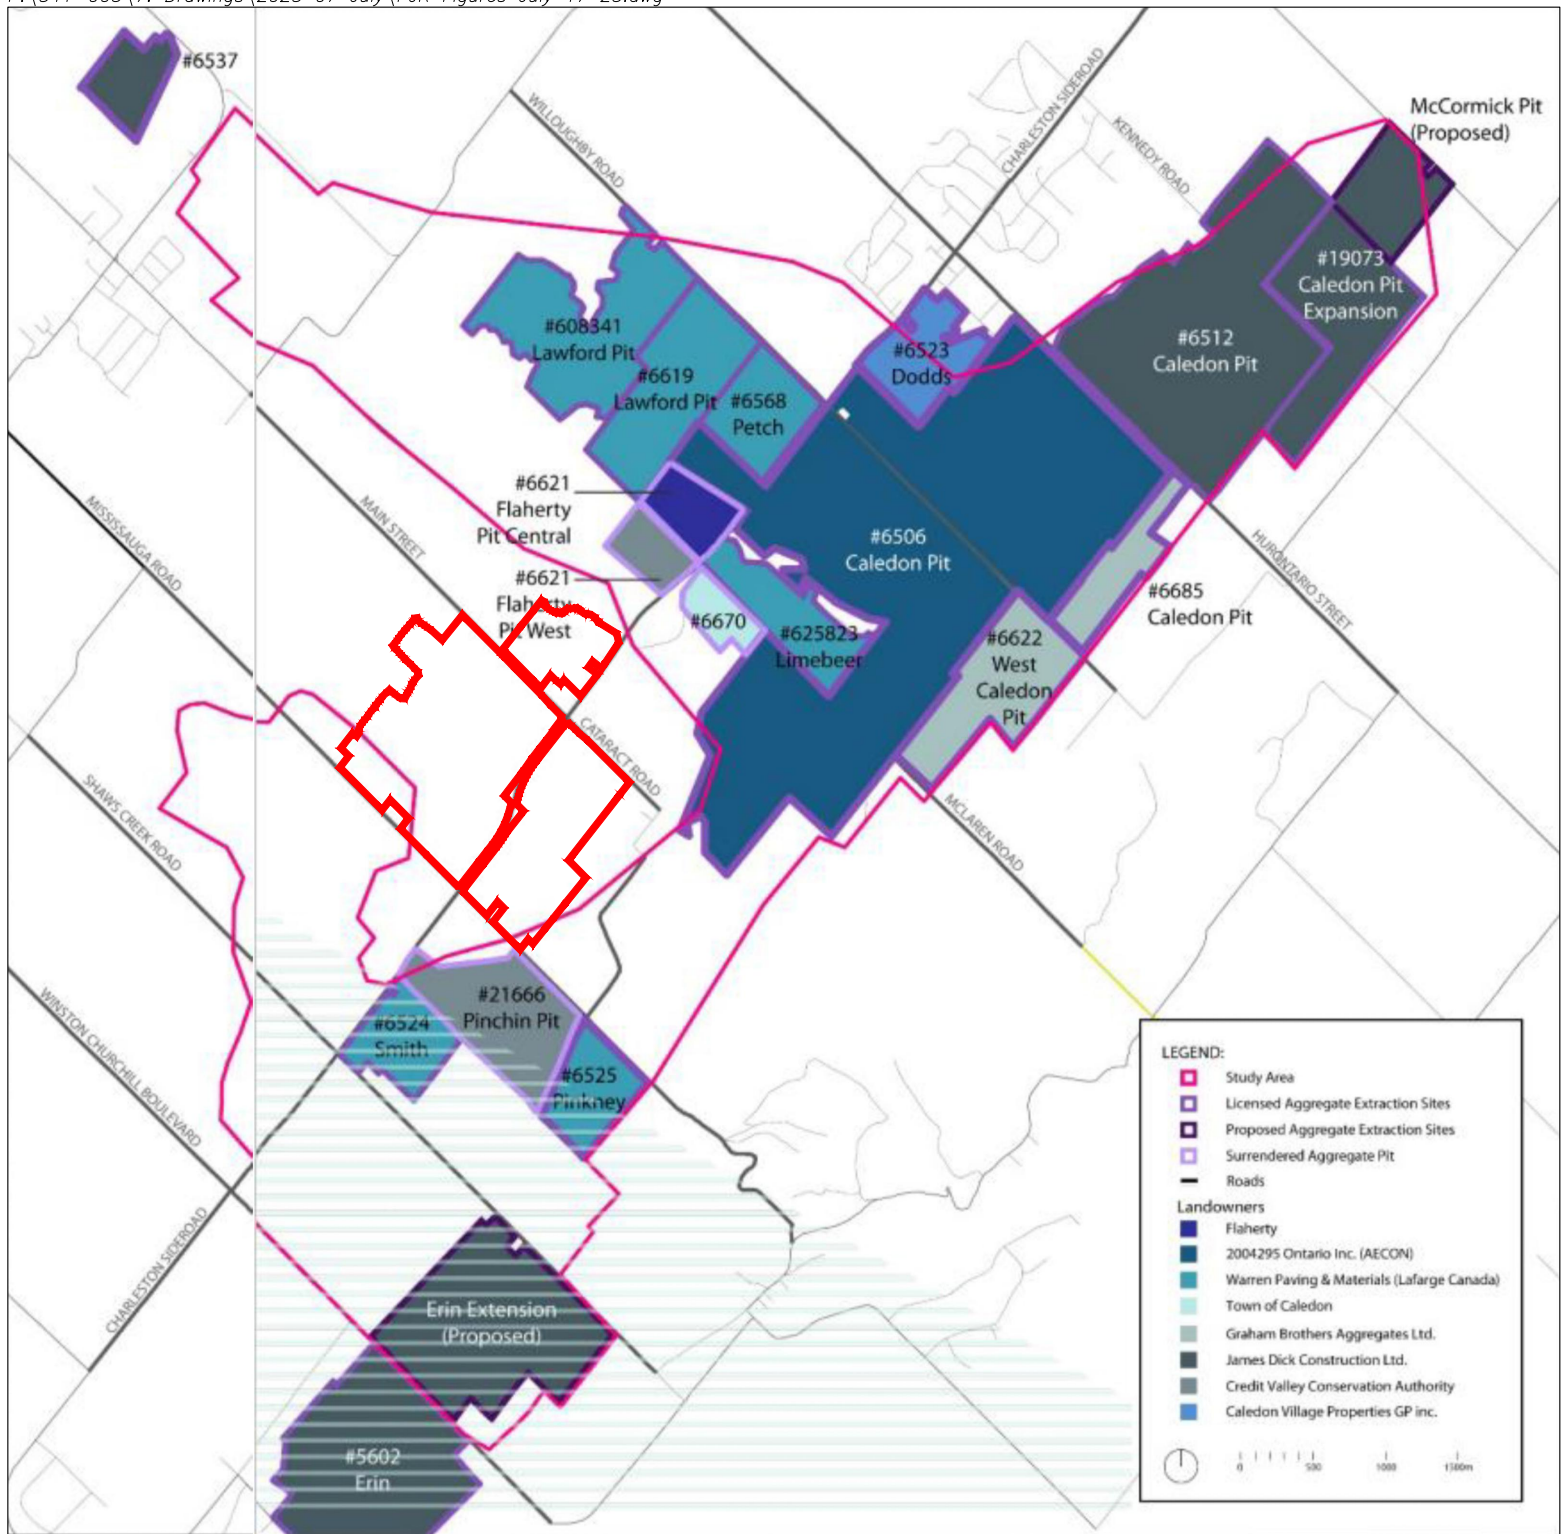 #6537
McCormick Pit
(Proposed)
WILLOUGHBY ROAD
CHARLESTON SIDEROAD
KENNEDY ROAD
#19073
Caledon Pit
Expansion
#608341
Lawford Pit
#6523
Dodds
#6512
Caledon Pit
#6619
Lawford Pit
#6568
Petch
#6621
Flaherty
Pit Central
MISSISSAUGA ROAD
MAIN STREET
#6506
Caledon Pit
HURONTARIO STREET
#6621
Flaherty
Pit West
#6670
#625823
Limebeer
#6685
Caledon Pit
#6622
West
Caledon
Pit
CATARACT ROAD
SHAWS CREEK ROAD
MCLAREN ROAD
WINSTON CHURCHILL BOULEVARD
#21666
Pinchin Pit
#6524
Smith
#6525
Pinkney
CHARLESTON SIDEROAD
Erin Extension
(Proposed)
#5602
Erin
LEGEND:
Study Area
Licensed Aggregate Extraction Sites
Proposed Aggregate Extraction Sites
Surrendered Aggregate Pit
Roads
Landowners
Flaherty
2004295 Ontario Inc. (AECON)
Warren Paving & Materials (Lafarge Canada)
Town of Caledon
Graham Brothers Aggregates Ltd.
James Dick Construction Ltd.
Credit Valley Conservation Authority
Caledon Village Properties GP inc.
0 500 1000 1500m